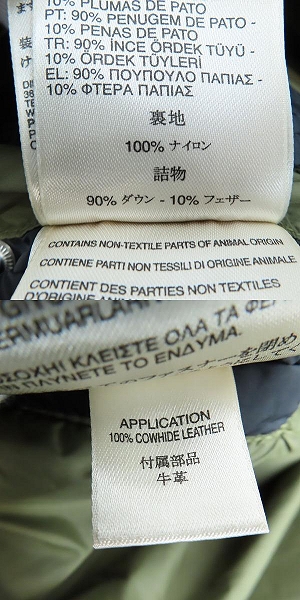 10% PLUMAS DE PATO
PT: 90% PENUGEM DE PATO -
10% PENAS DE PATO
TR: 90% İNCE ÖRDEK TÜYÜ -
10% ÖRDEK TÜYLERİ
EL: 90% ΠΟΥΠΟΥΛΟ ΠΑΠΙΑΣ -
10% ΦΤΕΡΑ ΠΑΠΙΑΣ
裏地
100% ナイロン
詰物
90% ダウン - 10% フェザー
CONTAINS NON-TEXTILE PARTS OF ANIMAL ORIGIN
CONTIENE PARTI NON TESSILI DI ORIGINE ANIMALE
CONTIENT DES PARTIES NON TEXTILES
D'ORIGINE
ΚΛΕΙΣΤΕ ΟΛΑ ΤΑ
ΠΛΥΝΕΤΕ ΤΟ ΕΝΔΥΜΑ.
APPLICATION
100% COWHIDE LEATHER
付属部品
牛革